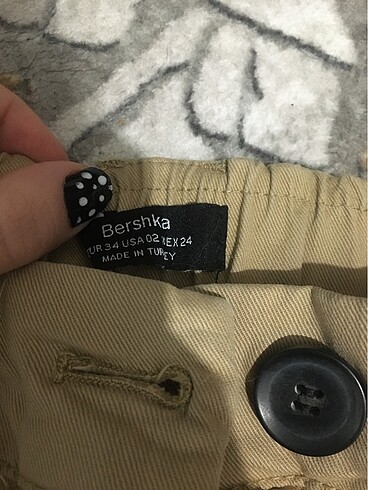 Bershka
EUR 34 USA 02 MEX 24
MADE IN TURKEY